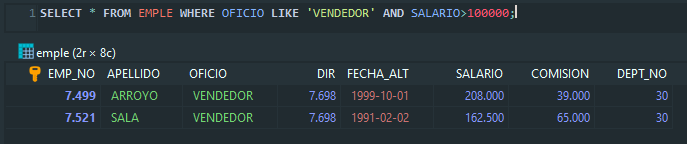 1 SELECT * FROM EMPLE WHERE OFICIO LIKE 'VENDEDOR' AND SALARIO>100000;
emple (2r × 8c)
EMP_NO APELLIDO OFICIO DIR FECHA_ALT SALARIO COMISION DEPT_NO
7.499 ARROYO VENDEDOR 7.698 1999-10-01 208.000 39.000 30
7.521 SALA VENDEDOR 7.698 1991-02-02 162.500 65.000 30